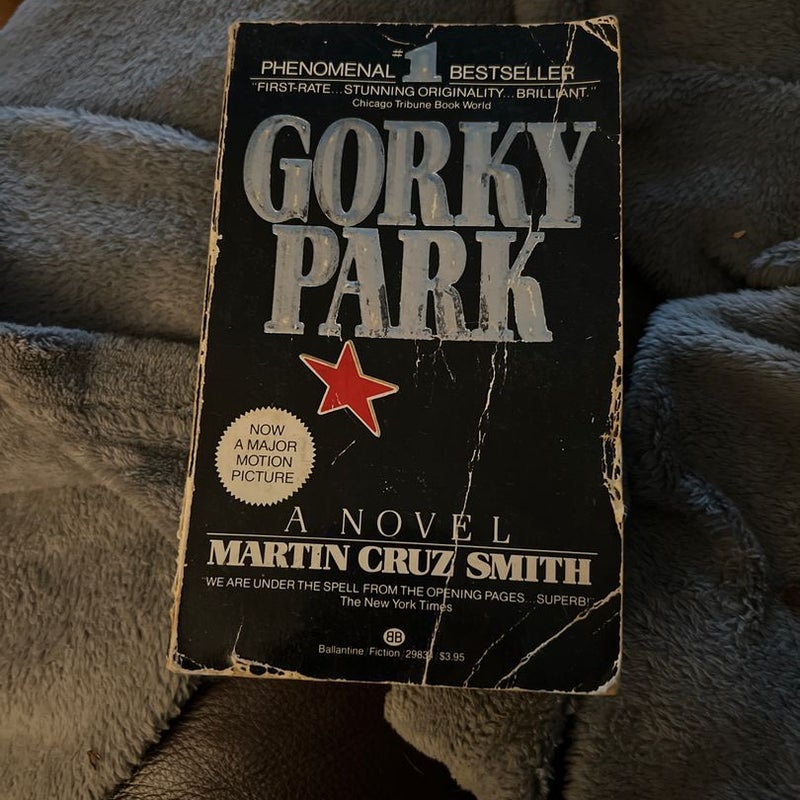 PHENOMENAL #1 BESTSELLER
"FIRST-RATE...STUNNING ORIGINALITY...BRILLIANT."
Chicago Tribune Book World
GORKY
PARK
NOW
A MAJOR
MOTION
PICTURE
A NOVEL
MARTIN CRUZ SMITH
"WE ARE UNDER THE SPELL FROM THE OPENING PAGES...SUPERB!"
The New York Times
BB
Ballantine/Fiction/29834/$3.95